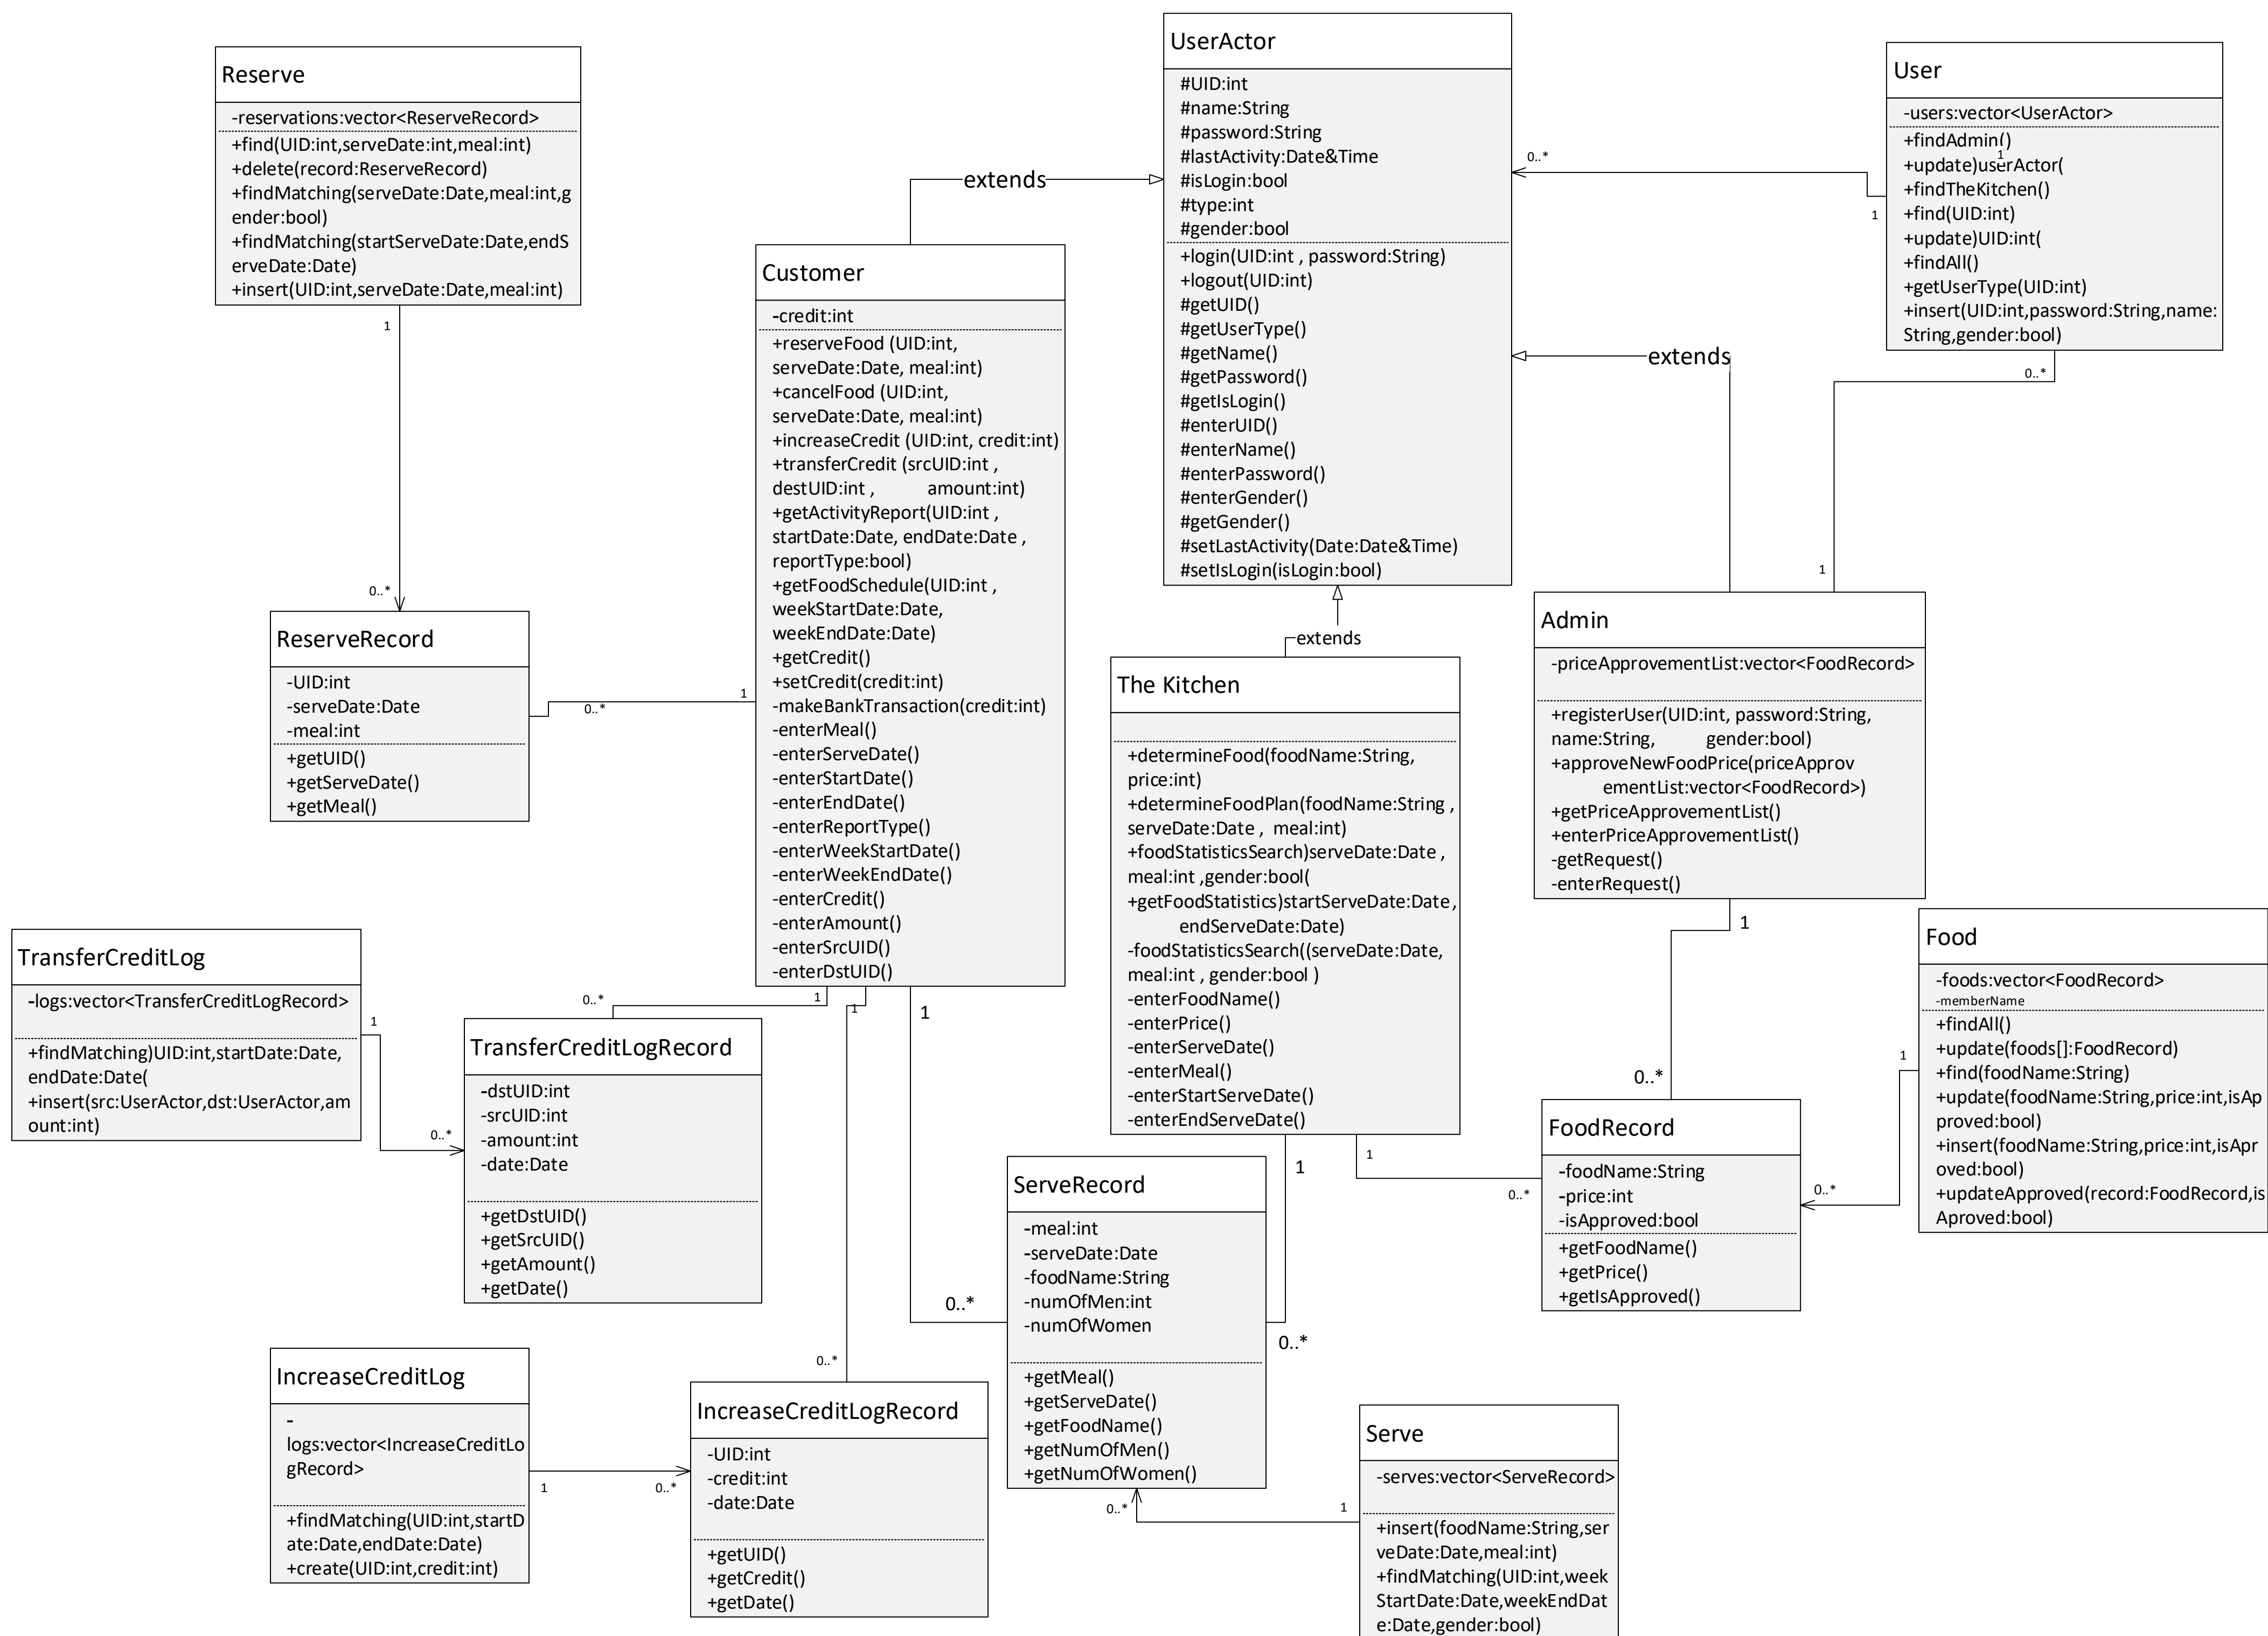 Reserve
-reservations:vector<ReserveRecord>
+find(UID:int,serveDate:int,meal:int)
+delete(record:ReserveRecord)
+findMatching(serveDate:Date,meal:int,g
ender:bool)
+findMatching(startServeDate:Date,endS
erveDate:Date)
+insert(UID:int,serveDate:Date,meal:int)
1
0..*
ReserveRecord
-UID:int
-serveDate:Date
-meal:int
+getUID()
+getServeDate()
+getMeal()
0..*
1
extends
Customer
-credit:int
+reserveFood (UID:int,
serveDate:Date, meal:int)
+cancelFood (UID:int,
serveDate:Date, meal:int)
+increaseCredit (UID:int, credit:int)
+transferCredit (srcUID:int ,
destUID:int , amount:int)
+getActivityReport(UID:int ,
startDate:Date, endDate:Date ,
reportType:bool)
+getFoodSchedule(UID:int ,
weekStartDate:Date,
weekEndDate:Date)
+getCredit()
+setCredit(credit:int)
-makeBankTransaction(credit:int)
-enterMeal()
-enterServeDate()
-enterStartDate()
-enterEndDate()
-enterReportType()
-enterWeekStartDate()
-enterWeekEndDate()
-enterCredit()
-enterAmount()
-enterSrcUID()
-enterDstUID()
UserActor
#UID:int
#name:String
#password:String
#lastActivity:Date&Time
#isLogin:bool
#type:int
#gender:bool
+login(UID:int , password:String)
+logout(UID:int)
#getUID()
#getUserType()
#getName()
#getPassword()
#getIsLogin()
#enterUID()
#enterName()
#enterPassword()
#enterGender()
#getGender()
#setLastActivity(Date:Date&Time)
#setIsLogin(isLogin:bool)
0..*
1
User
-users:vector<UserActor>
+findAdmin()
1
+update)userActor(
+findTheKitchen()
+find(UID:int)
+update)UID:int(
+findAll()
+getUserType(UID:int)
+insert(UID:int,password:String,name:
String,gender:bool)
extends
0..*
1
extends
The Kitchen
+determineFood(foodName:String,
price:int)
+determineFoodPlan(foodName:String ,
serveDate:Date , meal:int)
+foodStatisticsSearch)serveDate:Date ,
meal:int ,gender:bool(
+getFoodStatistics)startServeDate:Date,
endServeDate:Date)
-foodStatisticsSearch((serveDate:Date,
meal:int , gender:bool )
-enterFoodName()
-enterPrice()
-enterServeDate()
-enterMeal()
-enterStartServeDate()
-enterEndServeDate()
Admin
-priceApprovementList:vector<FoodRecord>
+registerUser(UID:int, password:String,
name:String, gender:bool)
+approveNewFoodPrice(priceApprov
ementList:vector<FoodRecord>)
+getPriceApprovementList()
+enterPriceApprovementList()
-getRequest()
-enterRequest()
1
0..*
Food
-foods:vector<FoodRecord>
-memberName
+findAll()
+update(foods[]:FoodRecord)
+find(foodName:String)
+update(foodName:String,price:int,isAp
proved:bool)
+insert(foodName:String,price:int,isApr
oved:bool)
+updateApproved(record:FoodRecord,is
Aproved:bool)
1
0..*
FoodRecord
-foodName:String
-price:int
-isApproved:bool
+getFoodName()
+getPrice()
+getIsApproved()
1
0..*
TransferCreditLog
-logs:vector<TransferCreditLogRecord>
+findMatching)UID:int,startDate:Date,
endDate:Date(
+insert(src:UserActor,dst:UserActor,am
ount:int)
1
0..*
0..*
1
1
1
TransferCreditLogRecord
-dstUID:int
-srcUID:int
-amount:int
-date:Date
+getDstUID()
+getSrcUID()
+getAmount()
+getDate()
ServeRecord
-meal:int
-serveDate:Date
-foodName:String
-numOfMen:int
-numOfWomen
+getMeal()
+getServeDate()
+getFoodName()
+getNumOfMen()
+getNumOfWomen()
0..*
1
0..*
0..*
IncreaseCreditLog
-
logs:vector<IncreaseCreditLo
gRecord>
+findMatching(UID:int,startD
ate:Date,endDate:Date)
+create(UID:int,credit:int)
1
0..*
IncreaseCreditLogRecord
-UID:int
-credit:int
-date:Date
+getUID()
+getCredit()
+getDate()
0..*
1
Serve
-serves:vector<ServeRecord>
+insert(foodName:String,ser
veDate:Date,meal:int)
+findMatching(UID:int,week
StartDate:Date,weekEndDat
e:Date,gender:bool)